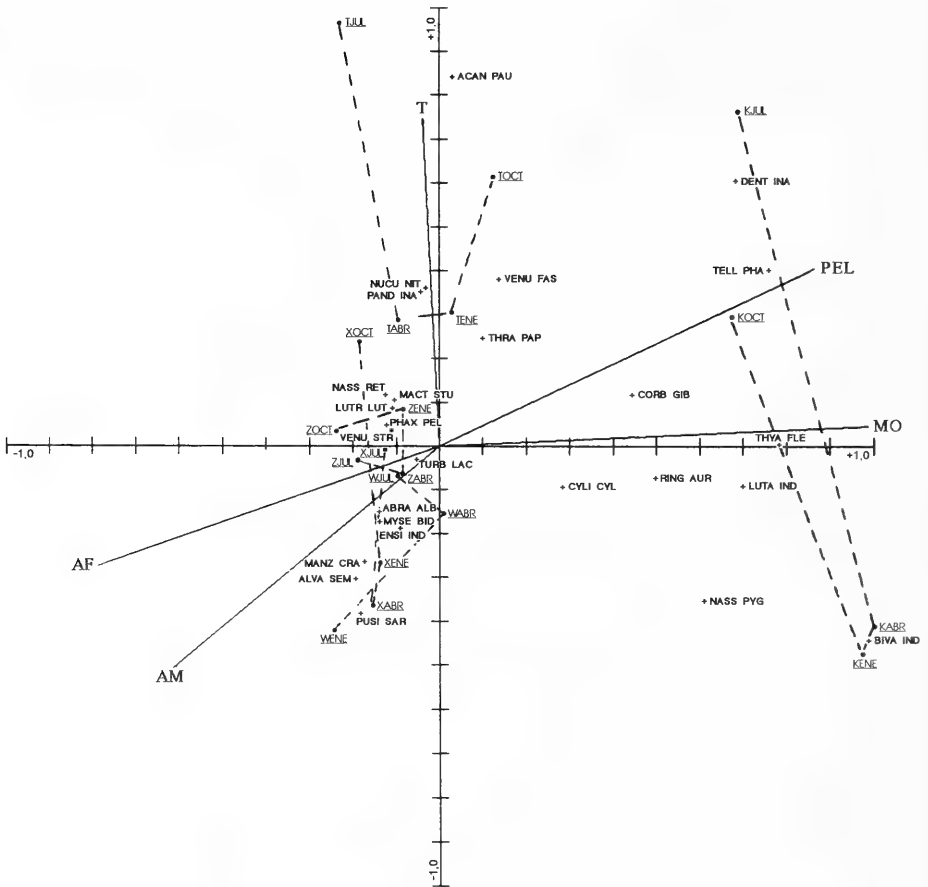 +1,0
TJUL
ACAN PAU
T
KJUL
TOCT
DENT INA
TELL PHA
PEL
NUCU NIT
VENU FAS
PAND INA
KOCT
TABR
TENE
XOCT
THRA PAP
NASS RET
MACT STU
CORB GIB
LUTR LUT
ZENE
PHAX PEL
MO
ZOCT
VENU STR
THYA FLE
-1,0
XJUL
+1,0
ZJUL
TURB LAC
WJUL
ZABR
CYLI CYL
RING AUR
LUTA IND
ABRA ALB
WABR
MYSE BID
ENSI IND
AF
MANZ CRA
XENE
ALVA SEM
NASS PYG
XABR
PUSI SAR
WENE
KABR
BIVA IND
KENE
AM
-1,0